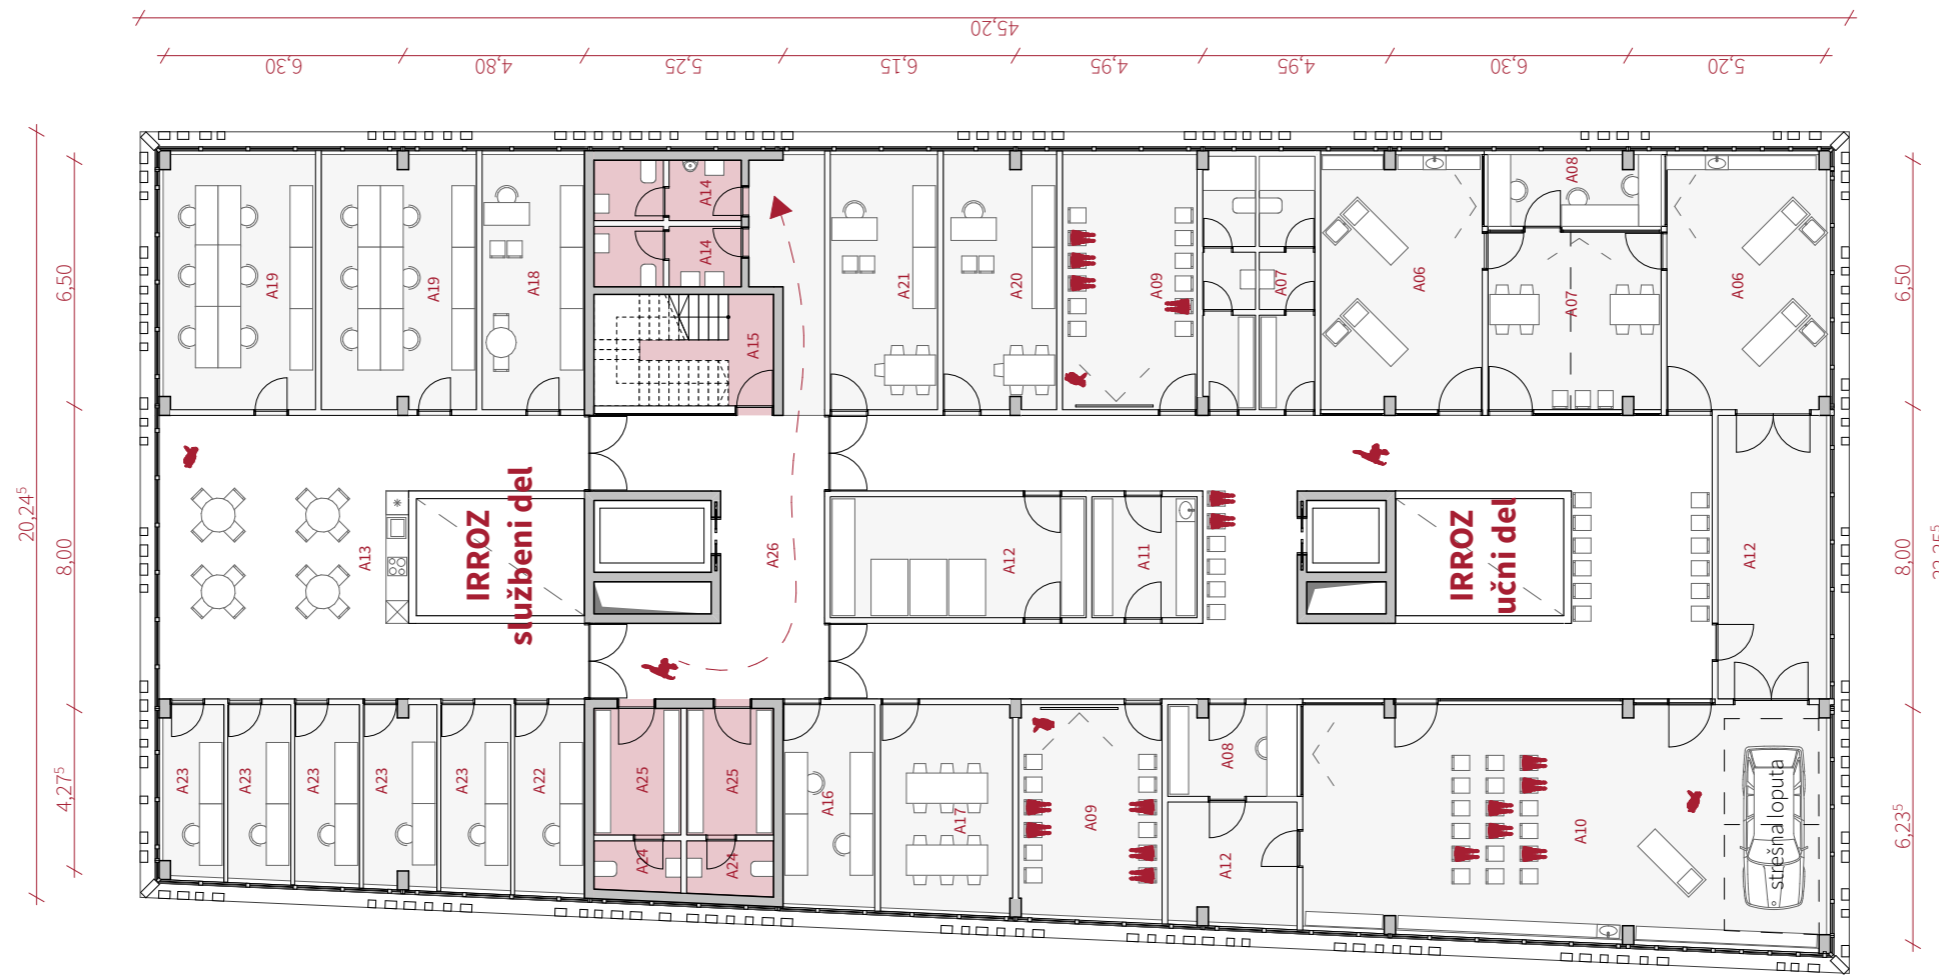 45,20
6,30
4,80
5,25
6,15
4,95
4,95
6,30
5,20
20,24⁵
6,50
8,00
4,27⁵
6,50
8,00
6,23⁵
22,25⁵
A19
A19
A18
A14
A14
A15
A21
A20
A09
A07
A06
A08
A07
A06
A13
IRROZ
službeni del
A26
A12
A11
IRROZ
učni del
A12
A23
A23
A23
A23
A23
A22
A25
A25
A24
A24
A16
A17
A09
A08
A12
A10
strešna loputa